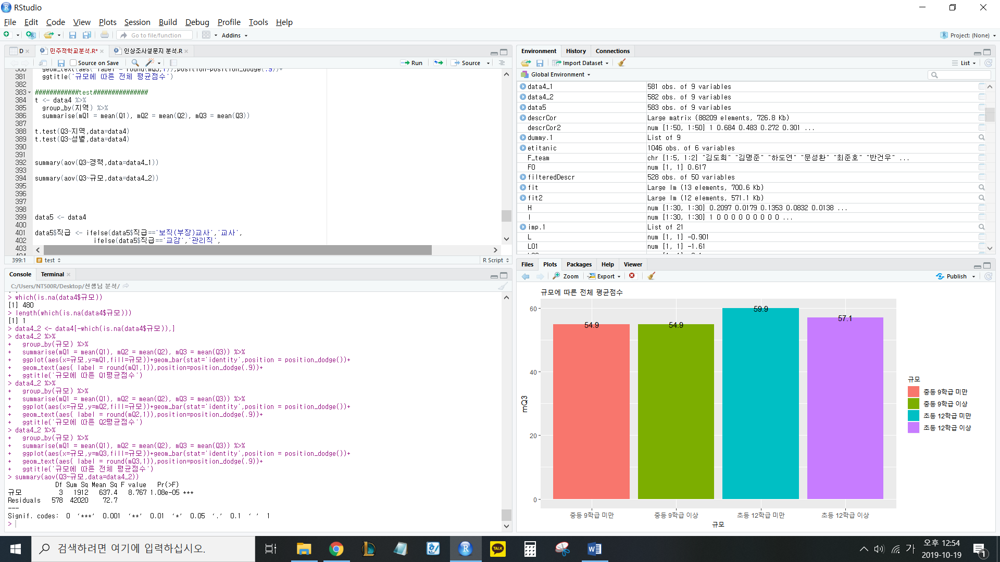 RStudio
File Edit Code View Plots Session Build Debug Profile Tools Help
Go to file/function Addins Project: (None)
D 민주적학교분석.R* 인상조사설문지 분석.R
Source on Save Run Source
380 geom_text(aes( label = round(mQ3,1)),position=position_dodge(.9))+
381 ggtitle('규모에 따른 전체 평균점수')
382
383 ############test###############
384 t <- data4 %>%
385 group_by(지역) %>%
386 summarise(mQ1 = mean(Q1), mQ2 = mean(Q2), mQ3 = mean(Q3))
387
388 t.test(Q3~지역,data=data4)
389 t.test(Q3~성별,data=data4)
390
391
392 summary(aov(Q3~경력,data=data4_1))
393
394 summary(aov(Q3~규모,data=data4_2))
395
396
397
398
399 data5 <- data4
400
401 data5$직급 <- ifelse(data5$직급=='보직(부장)교사','교사',
402 ifelse(data5$직급=='교감','관리직',
403
399:1 test R Script
Console Terminal
C:/Users/NT500R/Desktop/선생님 분석/
> which(is.na(data4$규모))
[1] 480
> length(which(is.na(data4$규모)))
[1] 1
> data4_2 <- data4[-which(is.na(data4$규모)),]
> data4_2 %>%
+ group_by(규모) %>%
+ summarise(mQ1 = mean(Q1), mQ2 = mean(Q2), mQ3 = mean(Q3)) %>%
+ ggplot(aes(x=규모,y=mQ1,fill=규모))+geom_bar(stat='identity',position = position_dodge())+
+ geom_text(aes( label = round(mQ1,1)),position=position_dodge(.9))+
+ ggtitle('규모에 따른 Q1평균점수')
> data4_2 %>%
+ group_by(규모) %>%
+ summarise(mQ1 = mean(Q1), mQ2 = mean(Q2), mQ3 = mean(Q3)) %>%
+ ggplot(aes(x=규모,y=mQ2,fill=규모))+geom_bar(stat='identity',position = position_dodge())+
+ geom_text(aes( label = round(mQ2,1)),position=position_dodge(.9))+
+ ggtitle('규모에 따른 Q2평균점수')
> data4_2 %>%
+ group_by(규모) %>%
+ summarise(mQ1 = mean(Q1), mQ2 = mean(Q2), mQ3 = mean(Q3)) %>%
+ ggplot(aes(x=규모,y=mQ3,fill=규모))+geom_bar(stat='identity',position = position_dodge())+
+ geom_text(aes( label = round(mQ3,1)),position=position_dodge(.9))+
+ ggtitle('규모에 따른 전체 평균점수')
> summary(aov(Q3~규모,data=data4_2))
Df Sum Sq Mean Sq F value Pr(>F)
규모 3 1912 637.4 8.767 1.08e-05 ***
Residuals 578 42020 72.7
---
Signif. codes: 0 ‘***’ 0.001 ‘**’ 0.01 ‘*’ 0.05 ‘.’ 0.1 ‘ ’ 1
>
Environment History Connections
Import Dataset List
Global Environment
data4_1 581 obs. of 9 variables
data4_2 582 obs. of 9 variables
data5 583 obs. of 9 variables
descrCor Large matrix (88209 elements, 726.8 Kb)
descrCor2 num [1:50, 1:50] 1 0.684 0.483 0.272 0.301 ...
dummy.1 List of 9
etitanic 1046 obs. of 6 variables
F_team chr [1:5, 1:2] "김도희" "김명준" "하도연" "문성환" "최준호" "반건우" ...
FO num [1, 1] 0.617
filteredDescr 528 obs. of 50 variables
fit Large lm (13 elements, 700.6 Kb)
fit2 Large lm (12 elements, 571.1 Kb)
H num [1:30, 1:30] 0.2097 0.0179 0.1353 0.0832 0.0138 ...
I num [1:30, 1:30] 1 0 0 0 0 0 0 0 0 0 ...
imp.1 List of 21
L num [1, 1] -0.901
LO1 num [1, 1] -1.61
Files Plots Packages Help Viewer
Zoom Export Publish
규모에 따른 전체 평균점수
60
40
20
0
mQ3
54.9 54.9 59.9 57.1
중등 9학급 미만 중등 9학급 이상 초등 12학급 미만 초등 12학급 이상
규모
규모
중등 9학급 미만
중등 9학급 이상
초등 12학급 미만
초등 12학급 이상
검색하려면 여기에 입력하십시오.
TALK
가
오후 12:54
2019-10-19
1